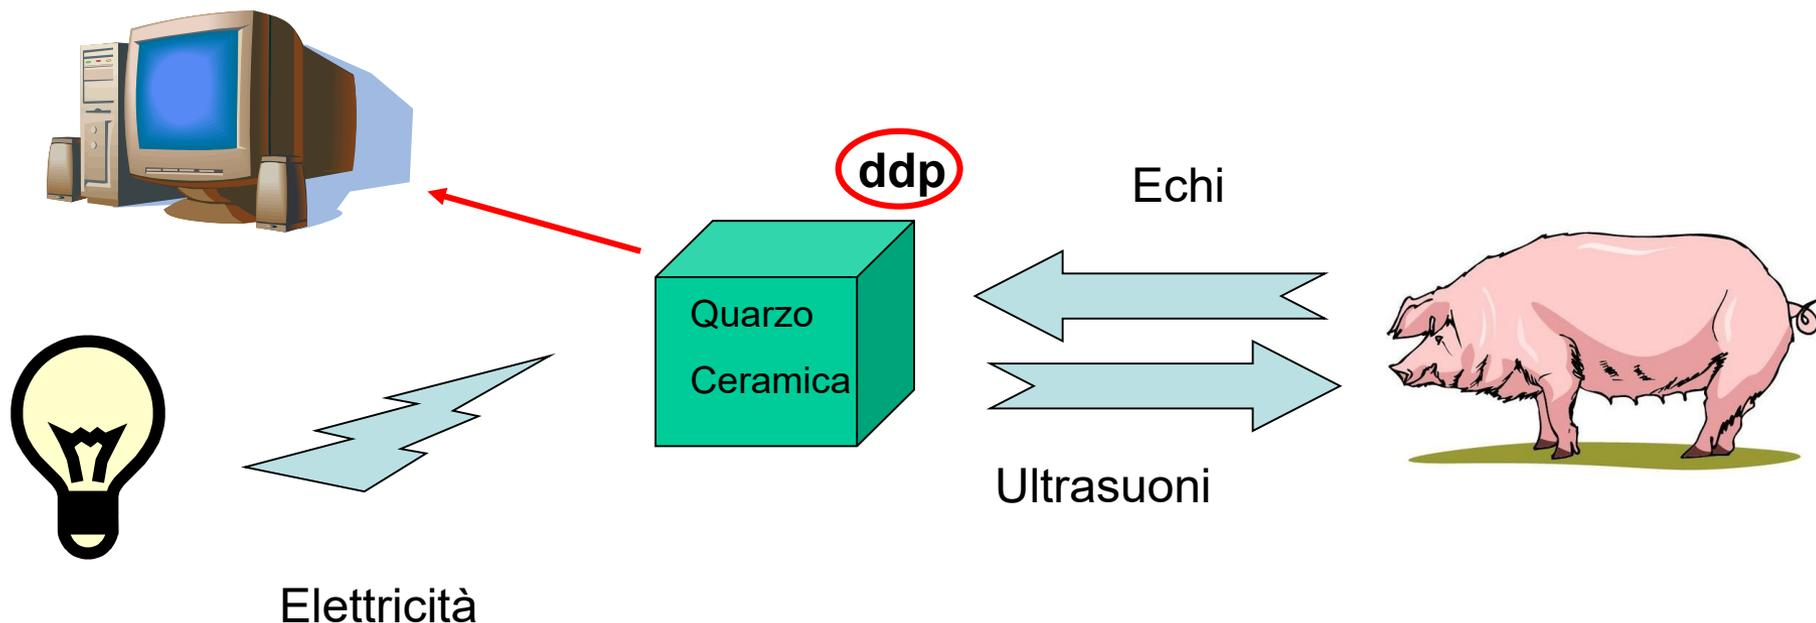 ddp
Echi
Quarzo
Ceramica
Ultrasuoni
Elettricità